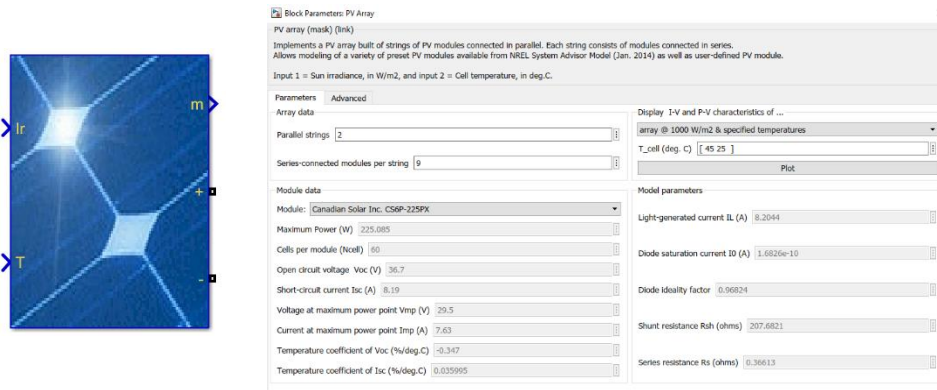 m
Ir
+
T
-
Block Parameters: PV Array
PV array (mask) (link)
Implements a PV array built of strings of PV modules connected in parallel. Each string consists of modules connected in series.
Allows modeling of a variety of preset PV modules available from NREL System Advisor Model (Jan. 2014) as well as user-defined PV module.
Input 1 = Sun irradiance, in W/m2, and input 2 = Cell temperature, in deg.C.
Parameters Advanced
Array data
Parallel strings 2
Series-connected modules per string 9
Display I-V and P-V characteristics of ...
array @ 1000 W/m2 & specified temperatures
T_cell (deg. C) [ 45 25 ]
Plot
Module data
Module: Canadian Solar Inc. CS6P-225PX
Maximum Power (W) 225.085
Cells per module (Ncell) 60
Open circuit voltage Voc (V) 36.7
Short-circuit current Isc (A) 8.19
Voltage at maximum power point Vmp (V) 29.5
Current at maximum power point Imp (A) 7.63
Temperature coefficient of Voc (%/deg.C) -0.347
Temperature coefficient of Isc (%/deg.C) 0.035995
Model parameters
Light-generated current IL (A) 8.2044
Diode saturation current I0 (A) 1.6826e-10
Diode ideality factor 0.96824
Shunt resistance Rsh (ohms) 207.6821
Series resistance Rs (ohms) 0.36613